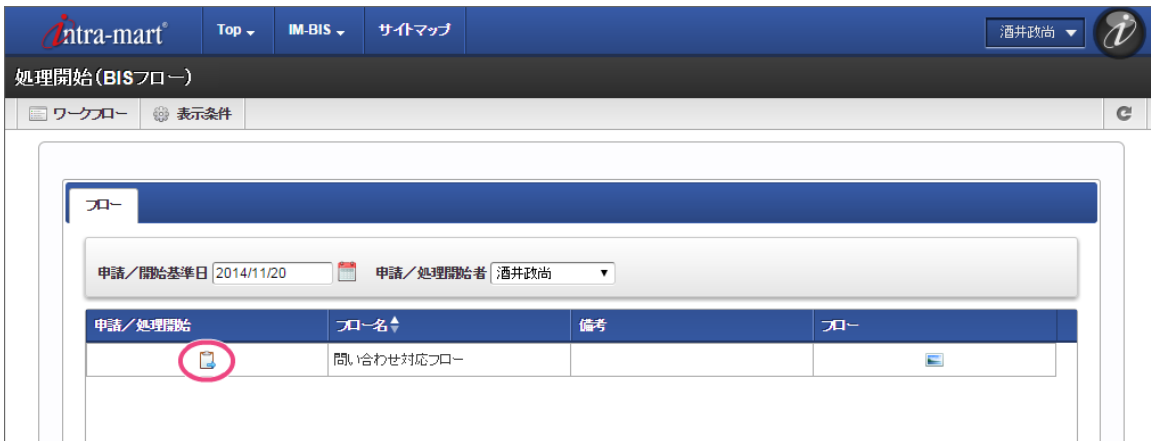 intra-mart® Top IM-BIS サイトマップ 酒井政尚
処理開始(BISフロー)
ワークフロー 表示条件
フロー
申請／開始基準日 2014/11/20 申請／処理開始者 酒井政尚
申請／処理開始 フロー名 備考 フロー
問い合わせ対応フロー